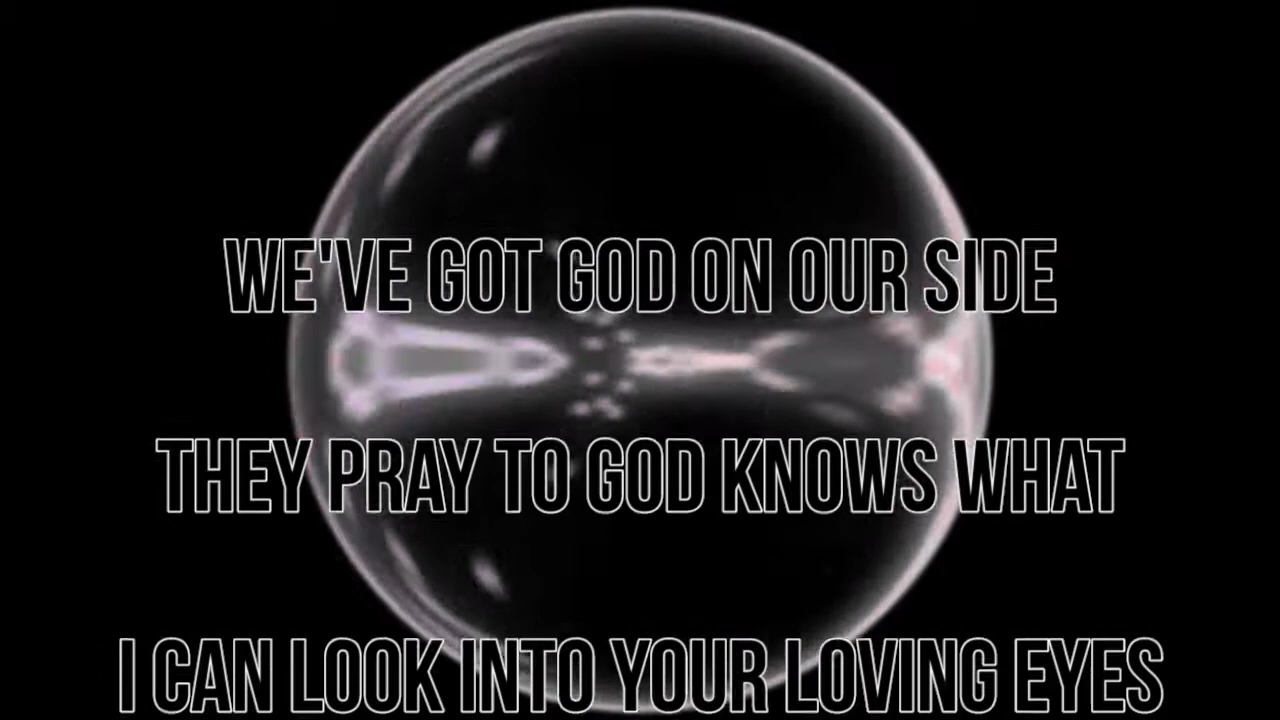 WE'VE GOT GOD ON OUR SIDE
THEY PRAY TO GOD KNOWS WHAT
I CAN LOOK INTO YOUR LOVING EYES